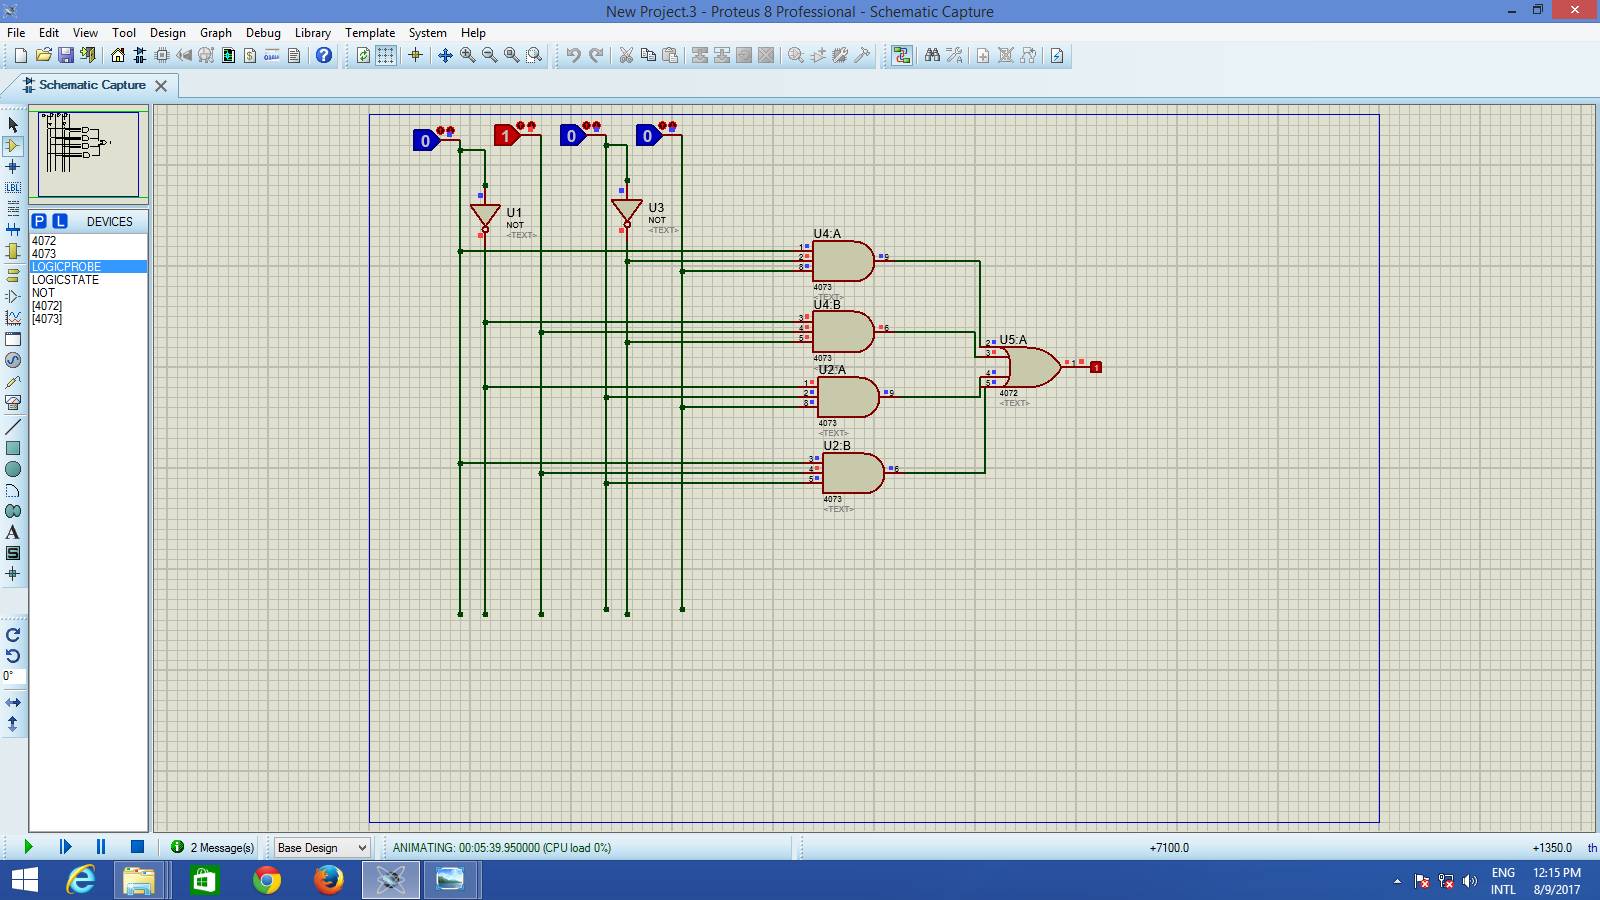 New Project.3 - Proteus 8 Professional - Schematic Capture
File Edit View Tool Design Graph Debug Library Template System Help
Schematic Capture
P L DEVICES
4072
4073
LOGICPROBE
LOGICSTATE
NOT
[4072]
[4073]
LBL
A
S
0°
0 1 0 0
U1
NOT
<TEXT>
U3
NOT
<TEXT>
U4:A
1
2
8
9
4073
<TEXT>
U4:B
3
4
5
6
4073
<TEXT>
U2:A
1
2
8
9
4073
<TEXT>
U2:B
3
4
5
6
4073
<TEXT>
U5:A
2
3
4
5
1
1
4072
<TEXT>
2 Message(s)
Base Design
ANIMATING: 00:05:39.950000 (CPU load 0%)
+7100.0
+1350.0 th
ENG
INTL
12:15 PM
8/9/2017